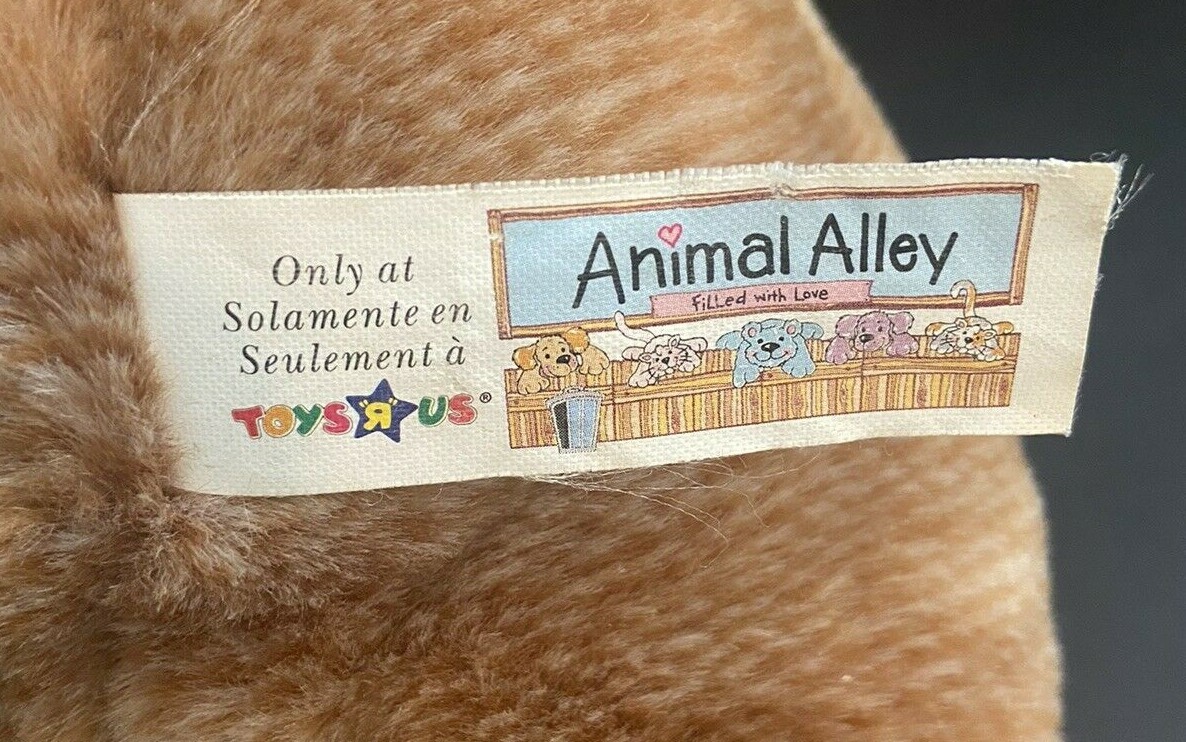 Only at
Solamente en
Seulement à
TOYS "R" US®
Animal Alley
Filled with Love